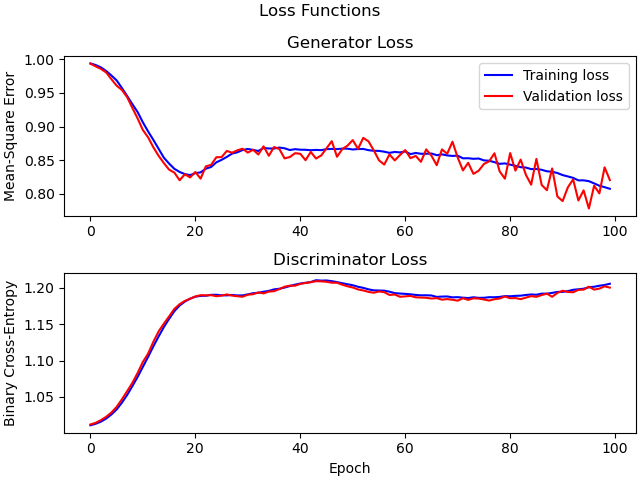 Loss Functions
Generator Loss
Mean-Square Error
1.00
0.95
0.90
0.85
0.80
Training loss
Validation loss
0 20 40 60 80 100
Discriminator Loss
Binary Cross-Entropy
1.20
1.15
1.10
1.05
0 20 40 60 80 100
Epoch